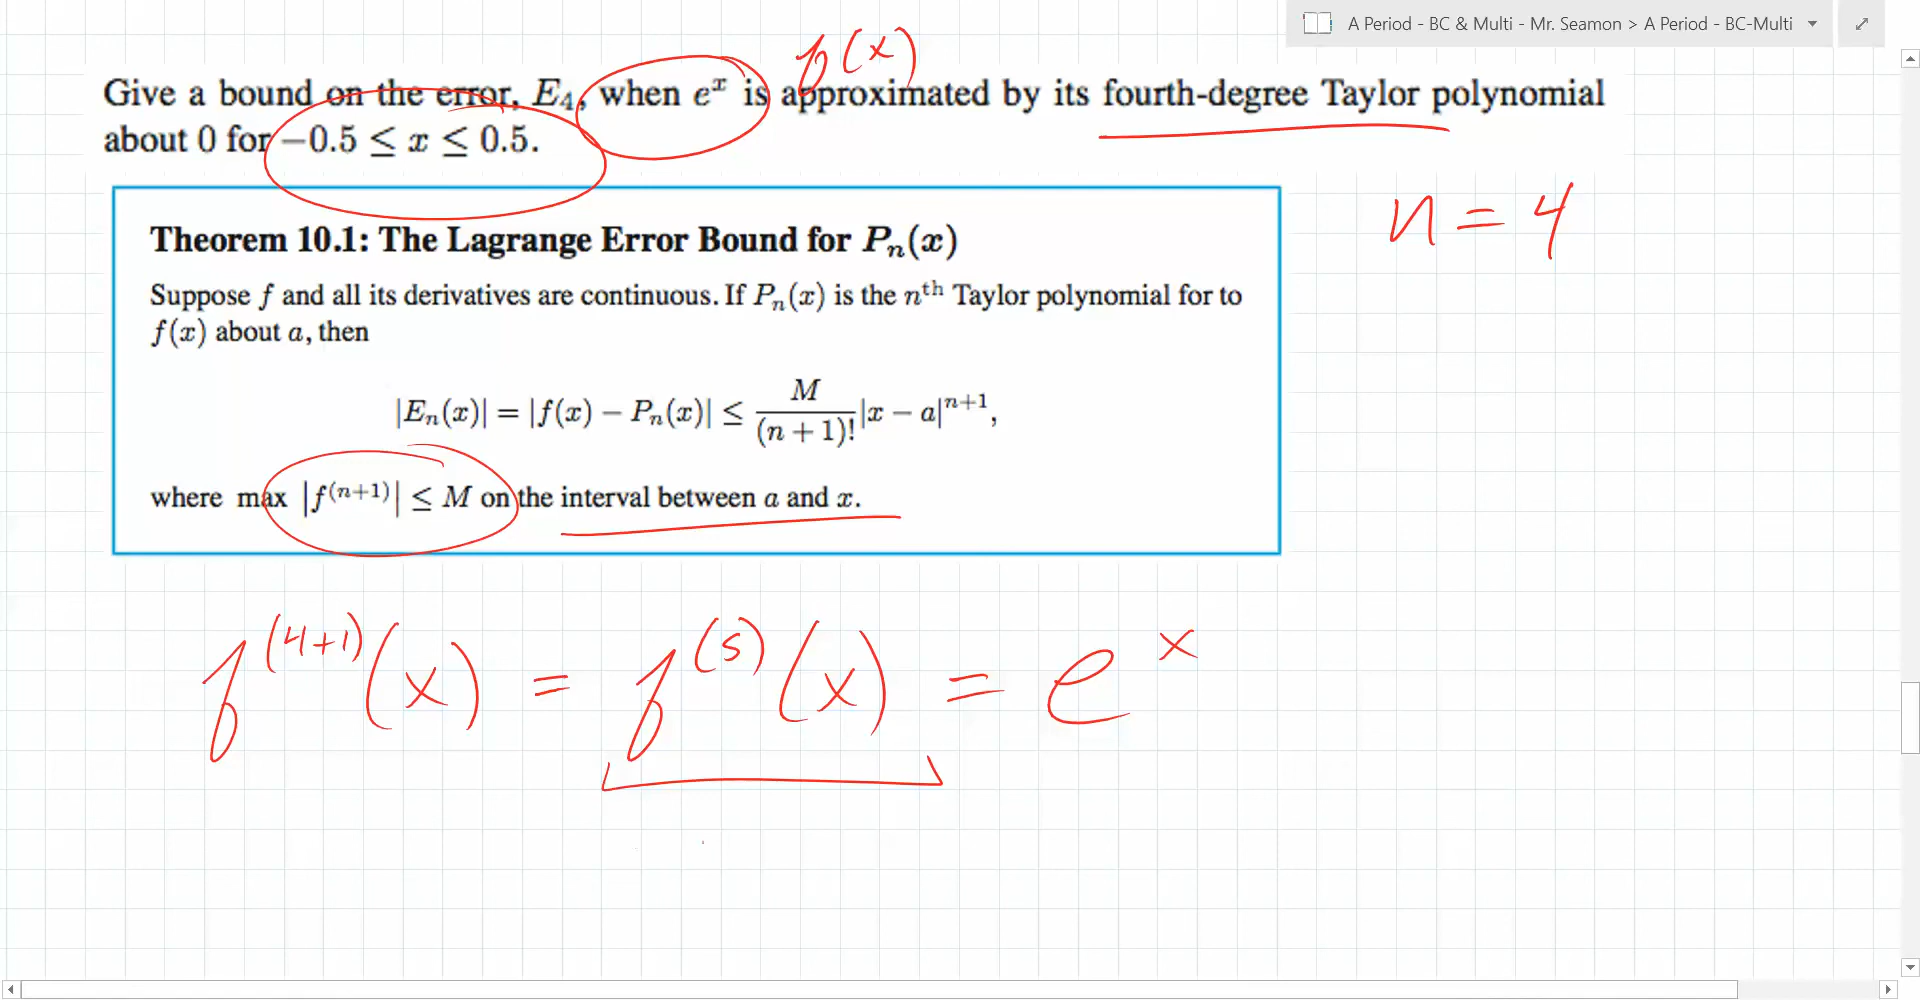 A Period - BC & Multi - Mr. Seamon > A Period - BC-Multi
f(x)
Give a bound on the error, E₄, when eˣ is approximated by its fourth-degree Taylor polynomial
about 0 for −0.5 ≤ x ≤ 0.5.
n = 4
Theorem 10.1: The Lagrange Error Bound for Pₙ(x)
Suppose f and all its derivatives are continuous. If Pₙ(x) is the nᵗʰ Taylor polynomial for to
f(x) about a, then
|Eₙ(x)| = |f(x) − Pₙ(x)| ≤ M/(n + 1)! |x − a|ⁿ⁺¹,
where max |f⁽ⁿ⁺¹⁾| ≤ M on the interval between a and x.
f⁽⁴⁺¹⁾(x) = f⁽⁵⁾(x) = eˣ